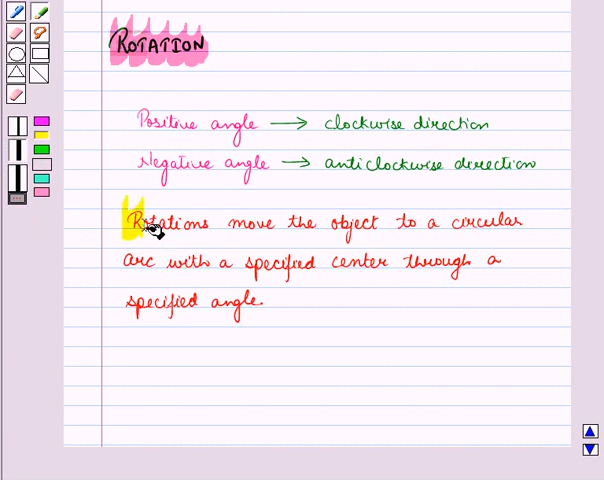 ROTATION
Positive angle → clockwise direction
Negative angle → anticlockwise direction
Rotations move the object to a circular
arc with a specified center through a
specified angle.